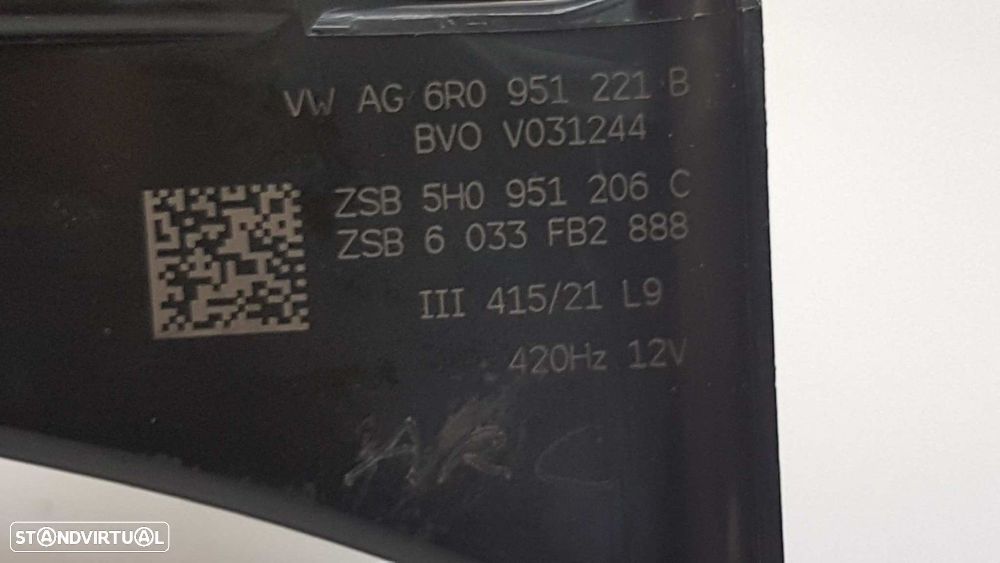 VW AG 6R0 951 221 B
BVO V031244
ZSB 5H0 951 206 C
ZSB 6 033 FB2 888
III 415/21 L9
420Hz 12V
STANDVIRTUAL